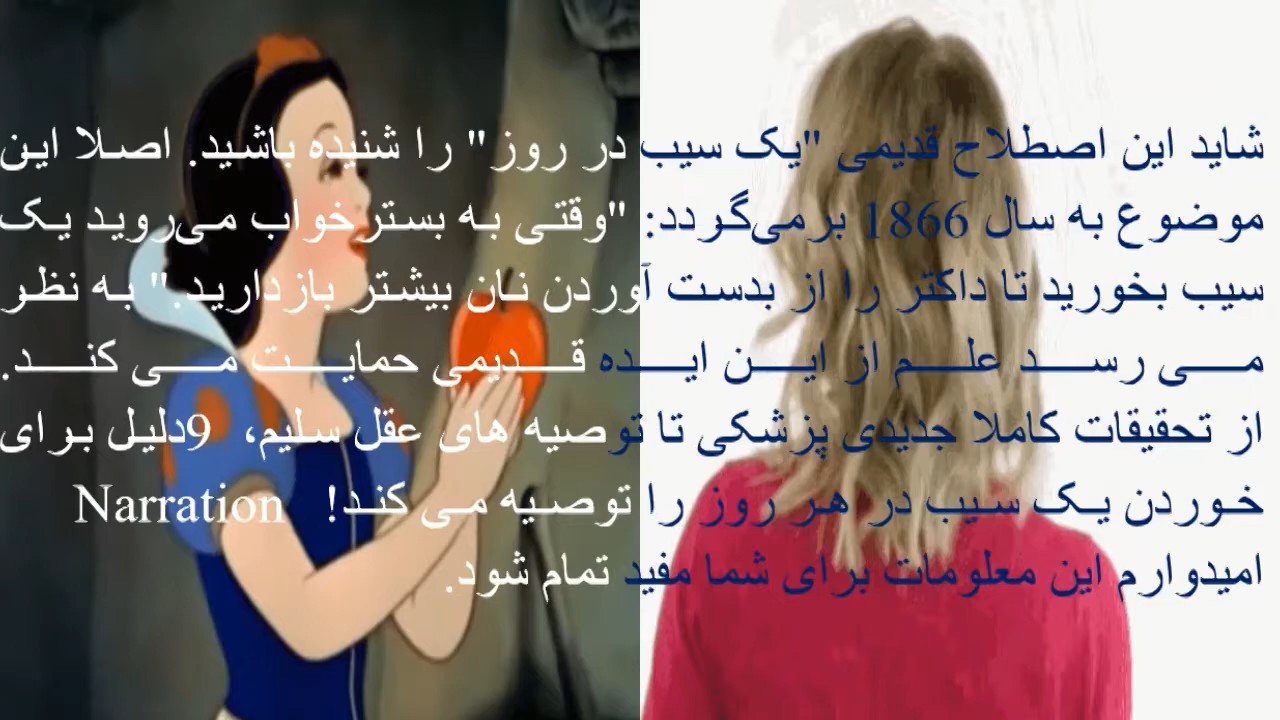 شاید این اصطلاح قدیمی "یک سیب در روز" را شنیده باشید. اصلا این
موضوع به سال 1866 برمی‌گردد: "وقتی به بسترخواب می‌روید یک
سیب بخورید تا داکتر را از بدست آوردن نان بیشتر بازدارید." به نظر
می رسد علم از این ایده قدیمی حمایت می کند.
از تحقیقات کاملا جدیدی پزشکی تا توصیه های عقل سلیم، 9دلیل برای
خوردن یک سیب در هر روز را توصیه می کند! Narration
امیدوارم این معلومات برای شما مفید تمام شود.